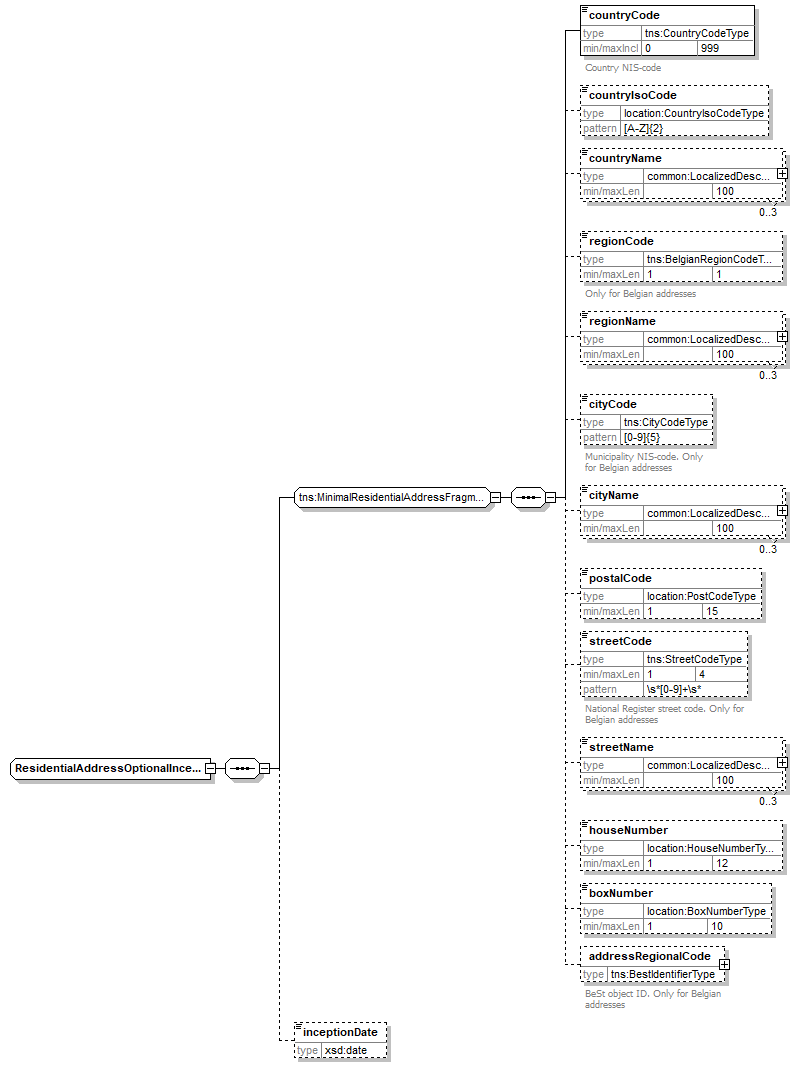 countryCode
type tns:CountryCodeType
min/maxIncl 0 999
Country NIS-code
countryIsoCode
type location:CountryIsoCodeType
pattern [A-Z]{2}
countryName
type common:LocalizedDesc...
min/maxLen 100
0..3
regionCode
type tns:BelgianRegionCodeT...
min/maxLen 1 1
Only for Belgian addresses
regionName
type common:LocalizedDesc...
min/maxLen 100
0..3
cityCode
type tns:CityCodeType
pattern [0-9]{5}
Municipality NIS-code. Only
for Belgian addresses
tns:MinimalResidentialAddressFragm...
cityName
type common:LocalizedDesc...
min/maxLen 100
0..3
postalCode
type location:PostCodeType
min/maxLen 1 15
streetCode
type tns:StreetCodeType
min/maxLen 1 4
pattern \s*[0-9]+\s*
National Register street code. Only for
Belgian addresses
streetName
type common:LocalizedDesc...
min/maxLen 100
0..3
ResidentialAddressOptionalInce...
houseNumber
type location:HouseNumberTy...
min/maxLen 1 12
boxNumber
type location:BoxNumberType
min/maxLen 1 10
addressRegionalCode
type tns:BestIdentifierType
BeSt object ID. Only for Belgian
addresses
inceptionDate
type xsd:date